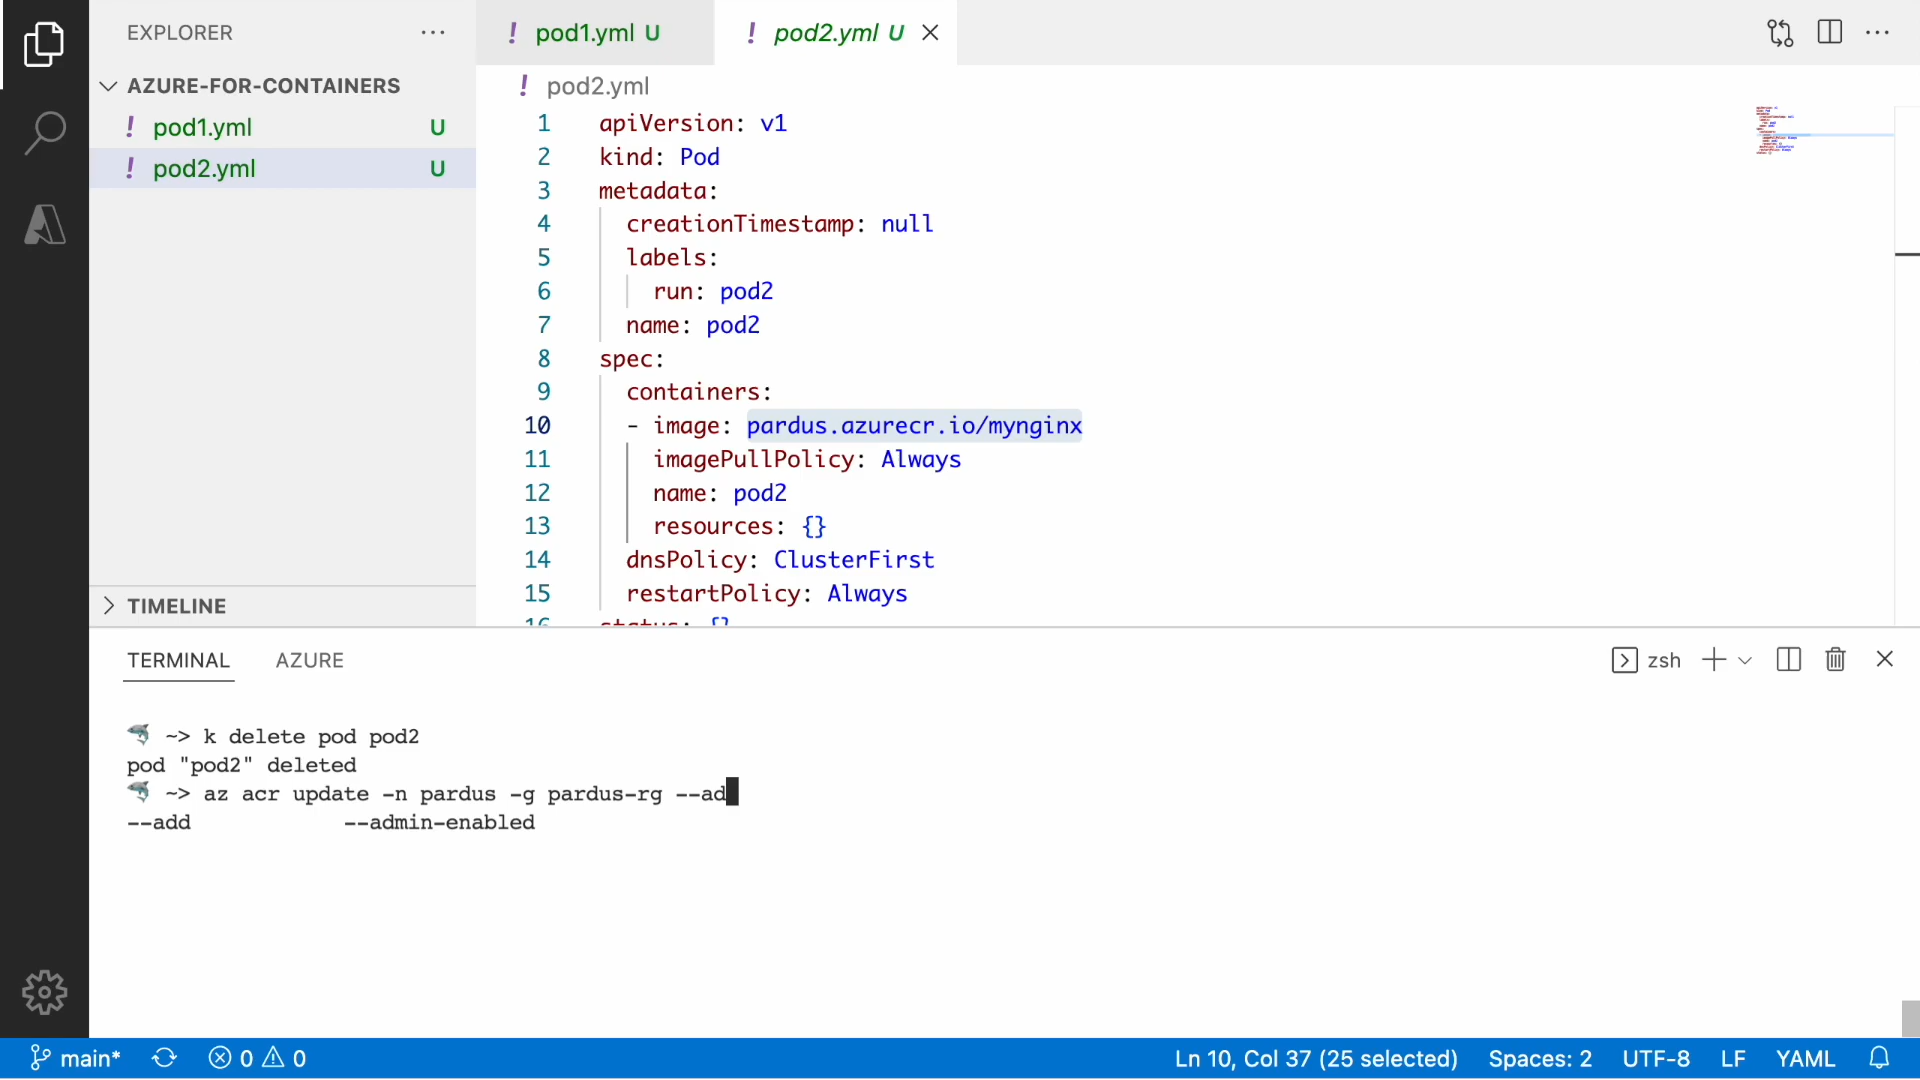 EXPLORER
pod1.yml U
pod2.yml U
AZURE-FOR-CONTAINERS
pod1.yml U
pod2.yml U
TIMELINE
! pod2.yml
1 apiVersion: v1
2 kind: Pod
3 metadata:
4 creationTimestamp: null
5 labels:
6 run: pod2
7 name: pod2
8 spec:
9 containers:
10 - image: pardus.azurecr.io/mynginx
11 imagePullPolicy: Always
12 name: pod2
13 resources: {}
14 dnsPolicy: ClusterFirst
15 restartPolicy: Always
16 status: {}
TERMINAL AZURE
zsh
~> k delete pod pod2
pod "pod2" deleted
~> az acr update -n pardus -g pardus-rg --ad
--add --admin-enabled
main* 0 0
Ln 10, Col 37 (25 selected) Spaces: 2 UTF-8 LF YAML